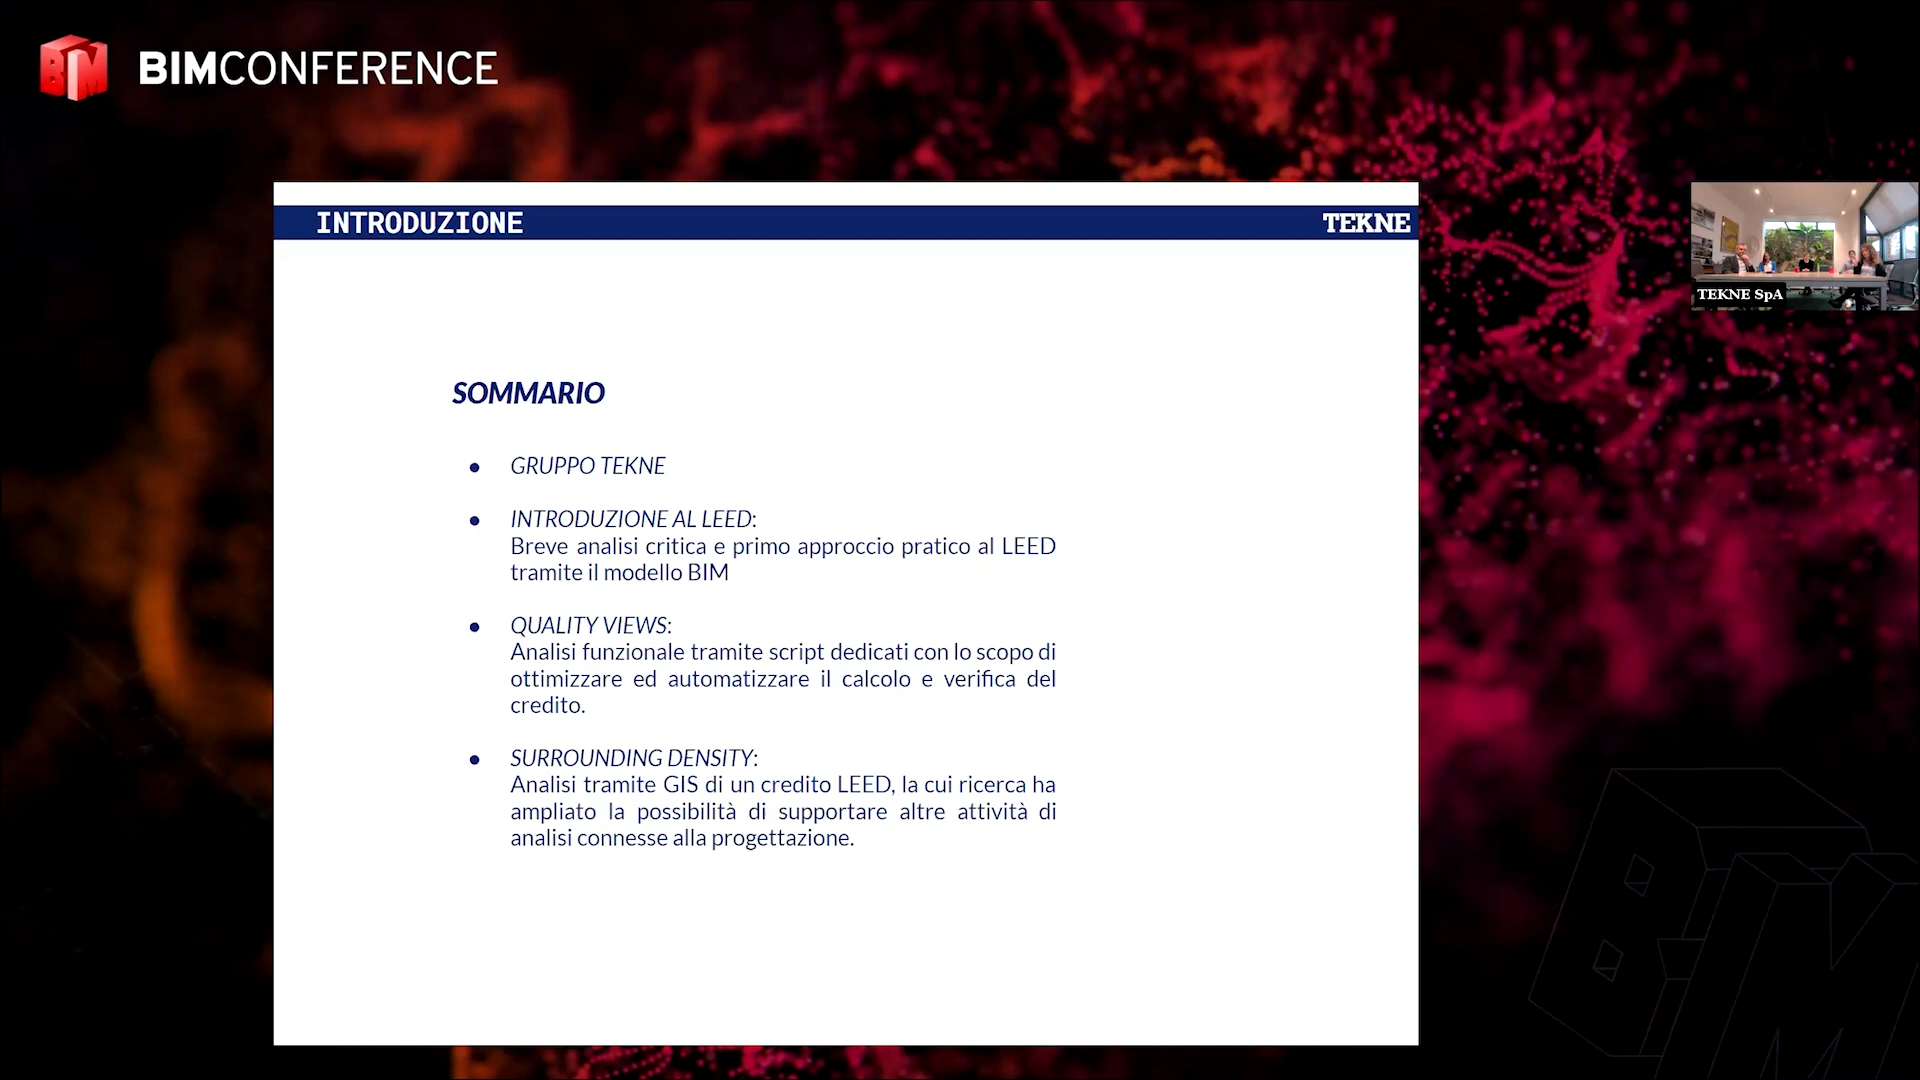 BIM
BIMCONFERENCE
INTRODUZIONE
TEKNE
TEKNE SpA
SOMMARIO
● GRUPPO TEKNE
● INTRODUZIONE AL LEED:
Breve analisi critica e primo approccio pratico al LEED
tramite il modello BIM
● QUALITY VIEWS:
Analisi funzionale tramite script dedicati con lo scopo di
ottimizzare ed automatizzare il calcolo e verifica del
credito.
● SURROUNDING DENSITY:
Analisi tramite GIS di un credito LEED, la cui ricerca ha
ampliato la possibilità di supportare altre attività di
analisi connesse alla progettazione.
BIM